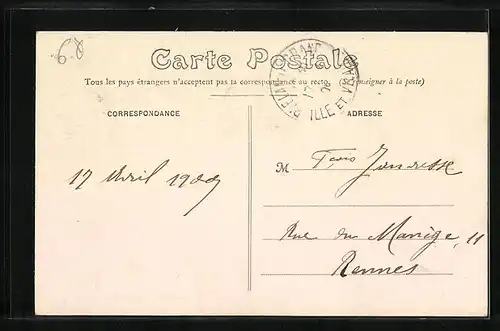 6.8
Carte Postale
Tous les pays étrangers n'acceptent pas la correspondance au recto. (Se renseigner à la poste)
ILLE ET VILAINE
CORRESPONDANCE
ADRESSE
M
17 Avril 1909
Rue du Manège, 11
Rennes